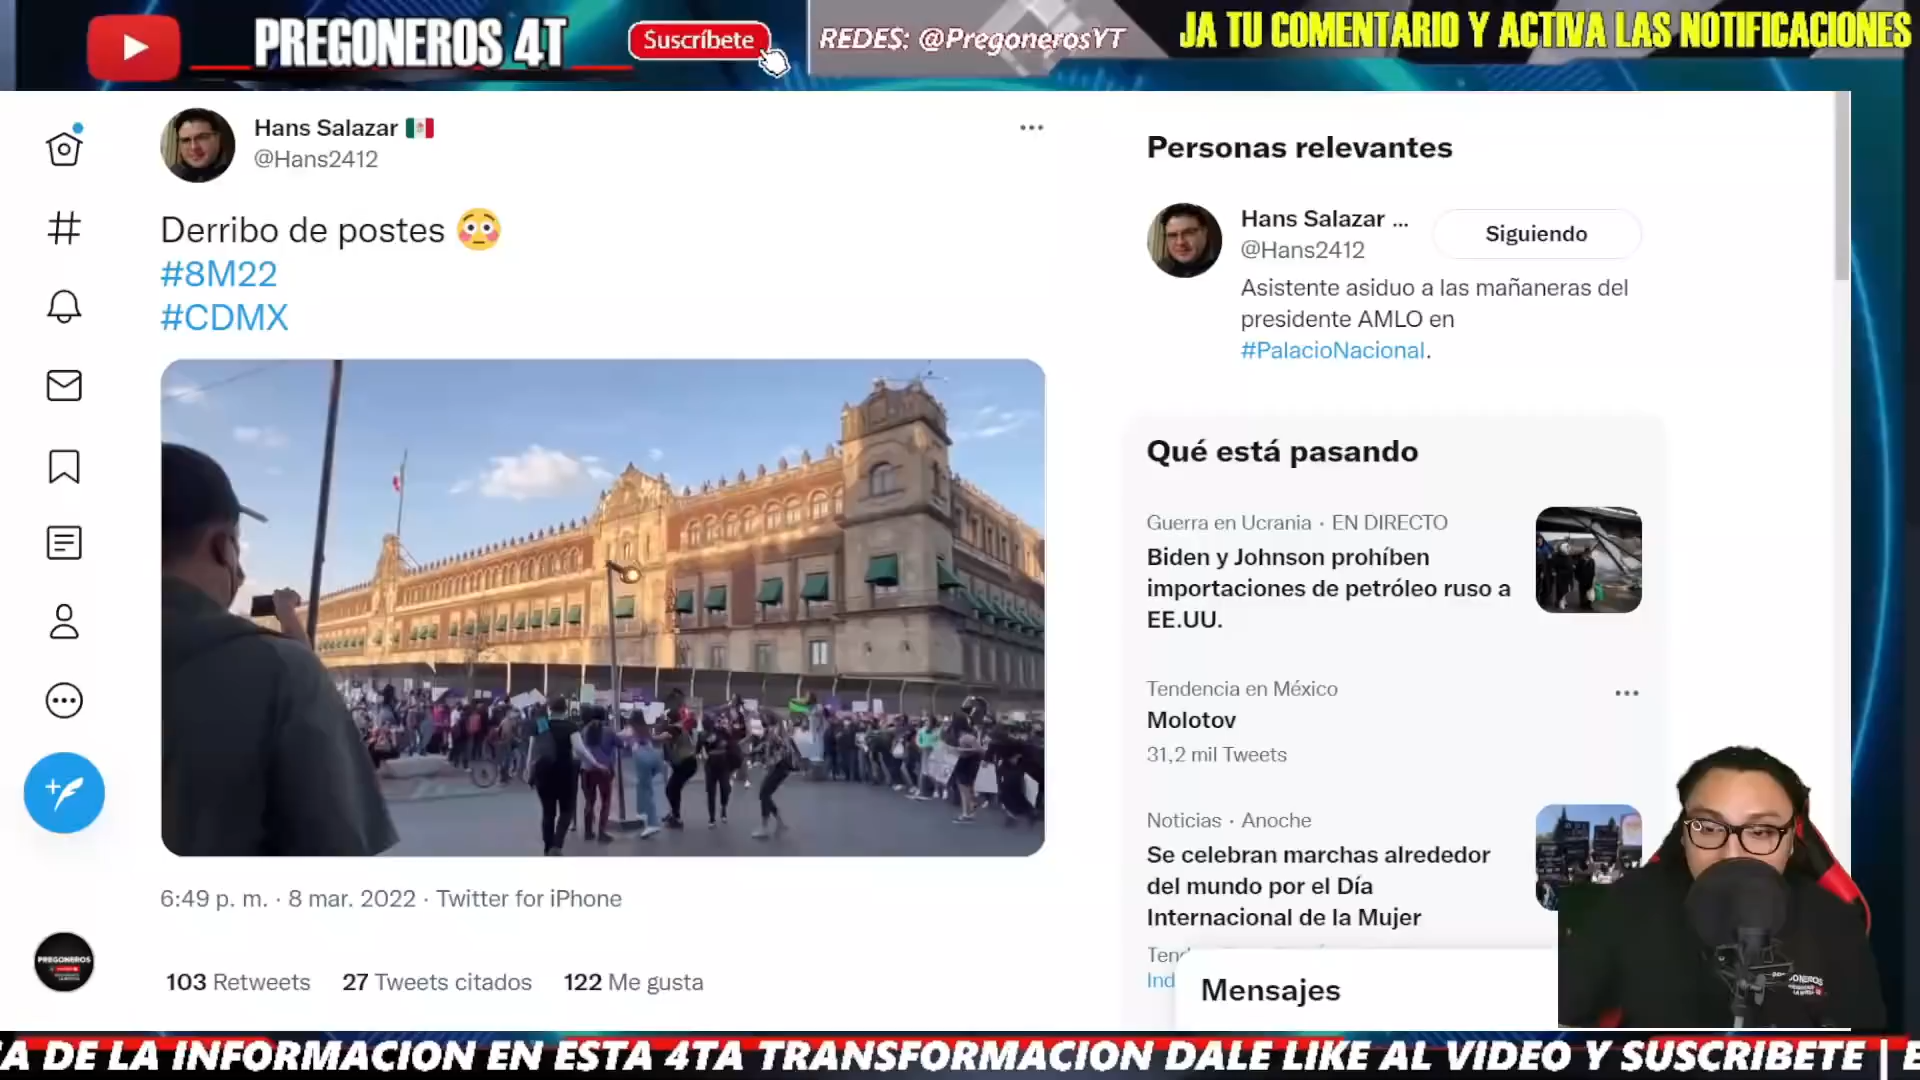 PREGONEROS 4T
Suscríbete
REDES: @PregonerosYT
JA TU COMENTARIO Y ACTIVA LAS NOTIFICACIONES
Hans Salazar
@Hans2412
Derribo de postes
#8M22
#CDMX
6:49 p. m. · 8 mar. 2022 · Twitter for iPhone
103 Retweets 27 Tweets citados 122 Me gusta
Personas relevantes
Hans Salazar ...
@Hans2412
Siguiendo
Asistente asiduo a las mañaneras del
presidente AMLO en
#PalacioNacional.
Qué está pasando
Guerra en Ucrania · EN DIRECTO
Biden y Johnson prohíben
importaciones de petróleo ruso a
EE.UU.
Tendencia en México
Molotov
31,2 mil Tweets
Noticias · Anoche
Se celebran marchas alrededor
del mundo por el Día
Internacional de la Mujer
Mensajes
PREGONEROS
A DE LA INFORMACION EN ESTA 4TA TRANSFORMACION DALE LIKE AL VIDEO Y SUSCRIBETE | E